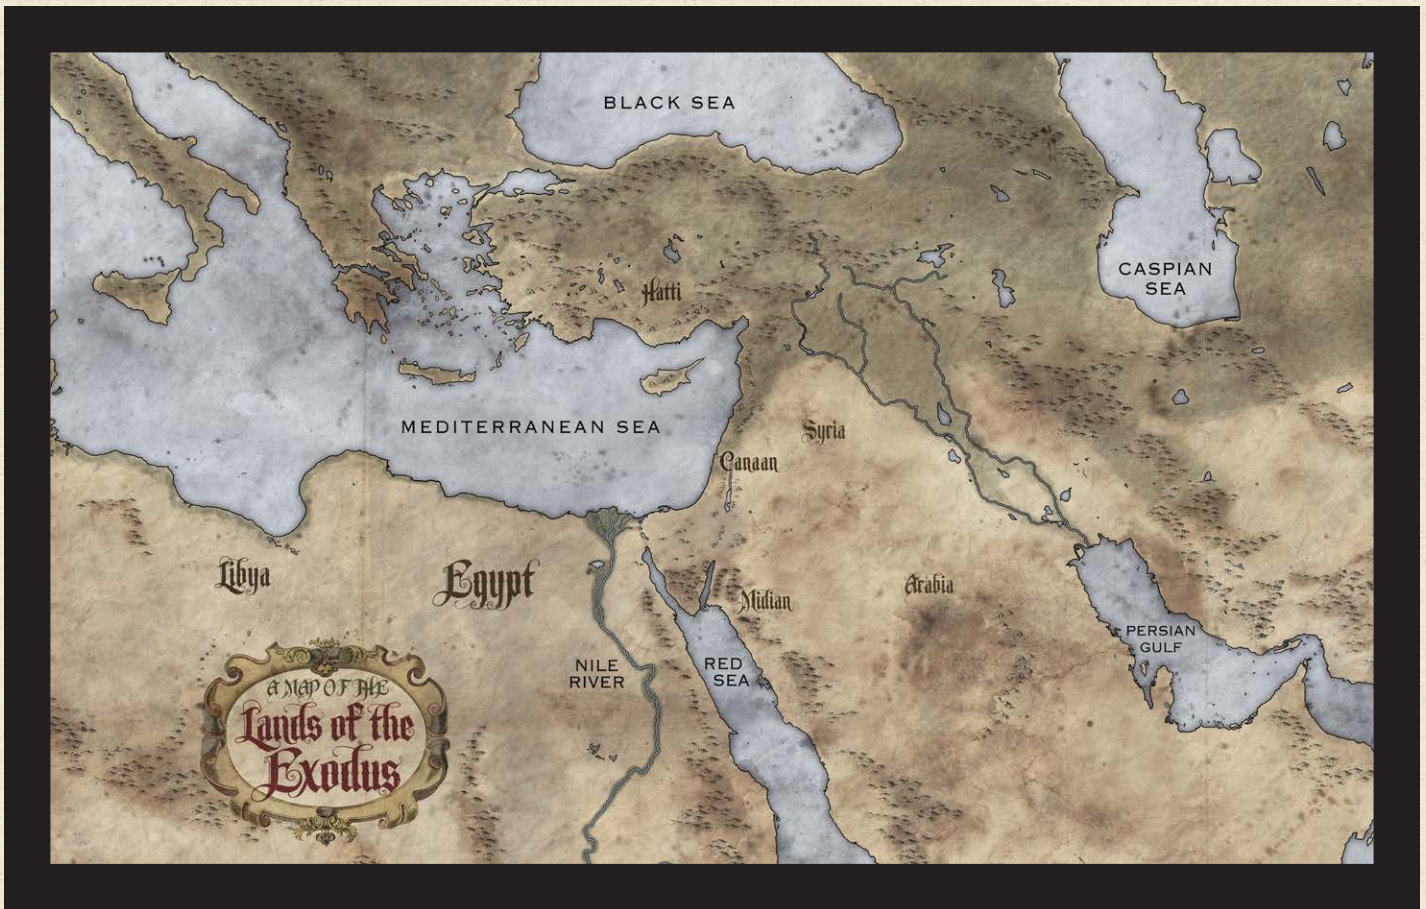 BLACK SEA
CASPIAN
SEA
Hatti
MEDITERRANEAN SEA
Syria
Canaan
Libya
Egypt
Midian
Arabia
PERSIAN
GULF
NILE
RIVER
RED
SEA
A MAP OF THE
Lands of the
Exodus